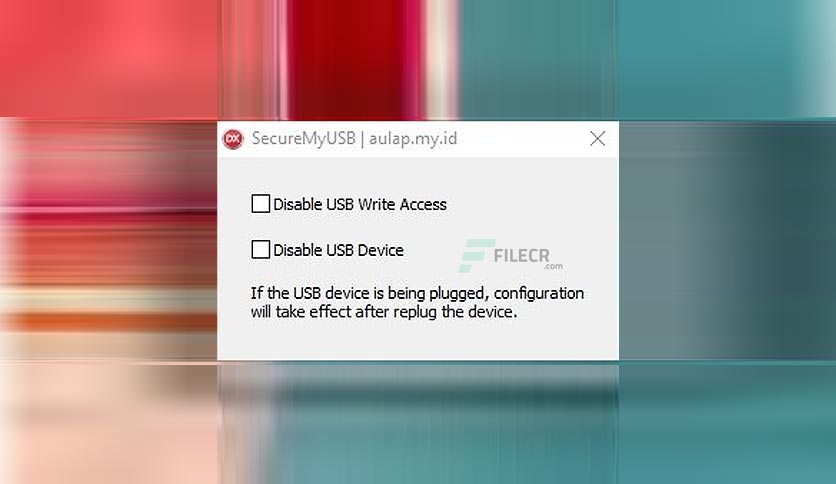 DX SecureMyUSB | aulap.my.id
Disable USB Write Access
Disable USB Device
FILECR
.com
If the USB device is being plugged, configuration
will take effect after replug the device.